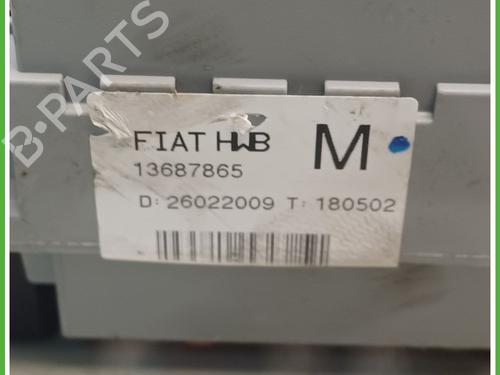 B-PARTS
FIAT HWB M
13687865
D: 26022009 T: 180502